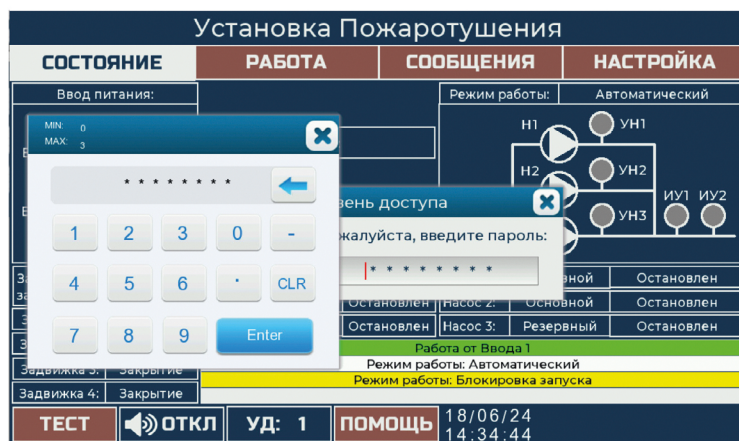 Установка Пожаротушения
СОСТОЯНИЕ РАБОТА СООБЩЕНИЯ НАСТРОЙКА
Ввод питания: Режим работы: Автоматический
MIN: 0
MAX: 3
Н1 УН1
Н2 УН2
УН3 ИУ1 ИУ2
* * * * * * * *
доступа
введите пароль:
* * * * * * * *
1 2 3 0 -
4 5 6 . CLR
7 8 9 Enter
Остановлен
Остановлен Насос 2: Основной Остановлен
Остановлен Насос 3: Резервный Остановлен
Работа от Ввода 1
Задвижка 3: Закрытие Режим работы: Автоматический
Режим работы: Блокировка запуска
Задвижка 4: Закрытие
ТЕСТ ОТКЛ УД: 1 ПОМОЩЬ 18/06/24
14:34:44